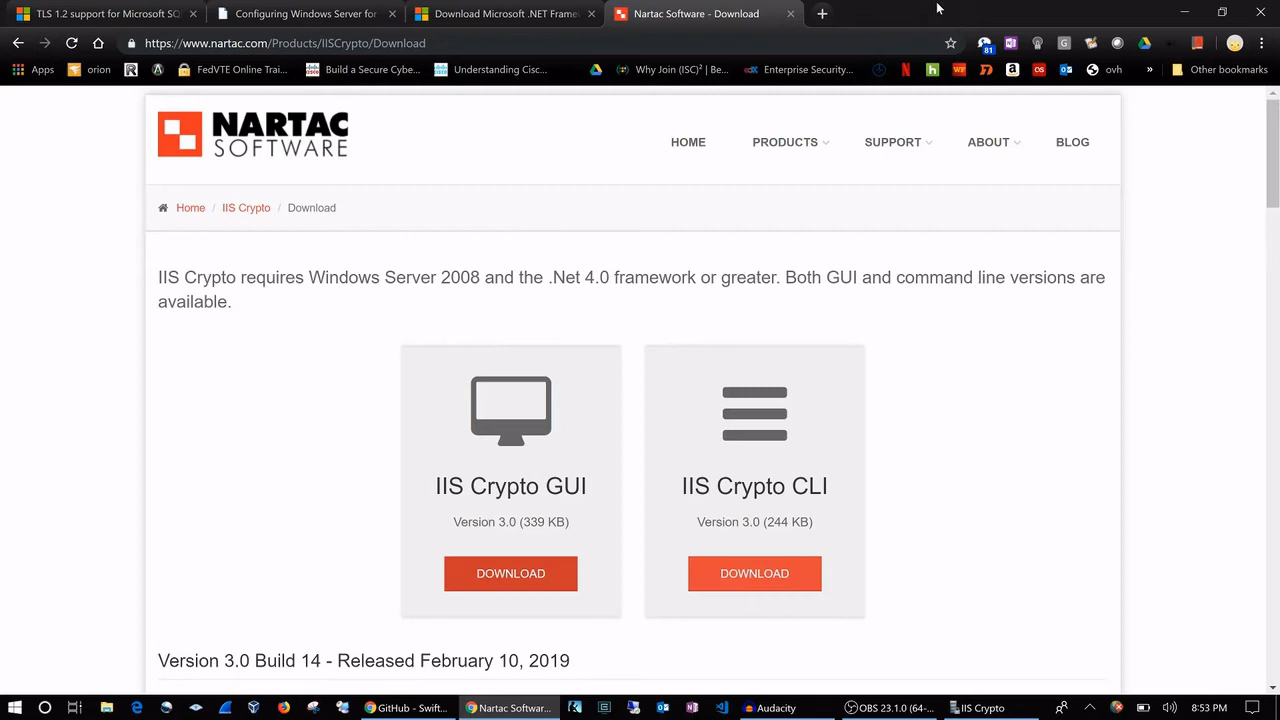 TLS 1.2 support for Microsoft SQ
Configuring Windows Server for
Download Microsoft .NET Frame
Nartac Software - Download
https://www.nartac.com/Products/IISCrypto/Download
81
Apps
orion
FedVTE Online Trai...
Build a Secure Cybe...
Understanding Cisc...
Why Join (ISC)² | Be...
Enterprise Security...
ovh
»
Other bookmarks
NARTAC
SOFTWARE
HOME
PRODUCTS
SUPPORT
ABOUT
BLOG
Home / IIS Crypto / Download
IIS Crypto requires Windows Server 2008 and the .Net 4.0 framework or greater. Both GUI and command line versions are
available.
IIS Crypto GUI
Version 3.0 (339 KB)
DOWNLOAD
IIS Crypto CLI
Version 3.0 (244 KB)
DOWNLOAD
Version 3.0 Build 14 - Released February 10, 2019
GitHub - Swift...
Nartac Softwar...
Audacity
OBS 23.1.0 (64-...
IIS Crypto
8:53 PM